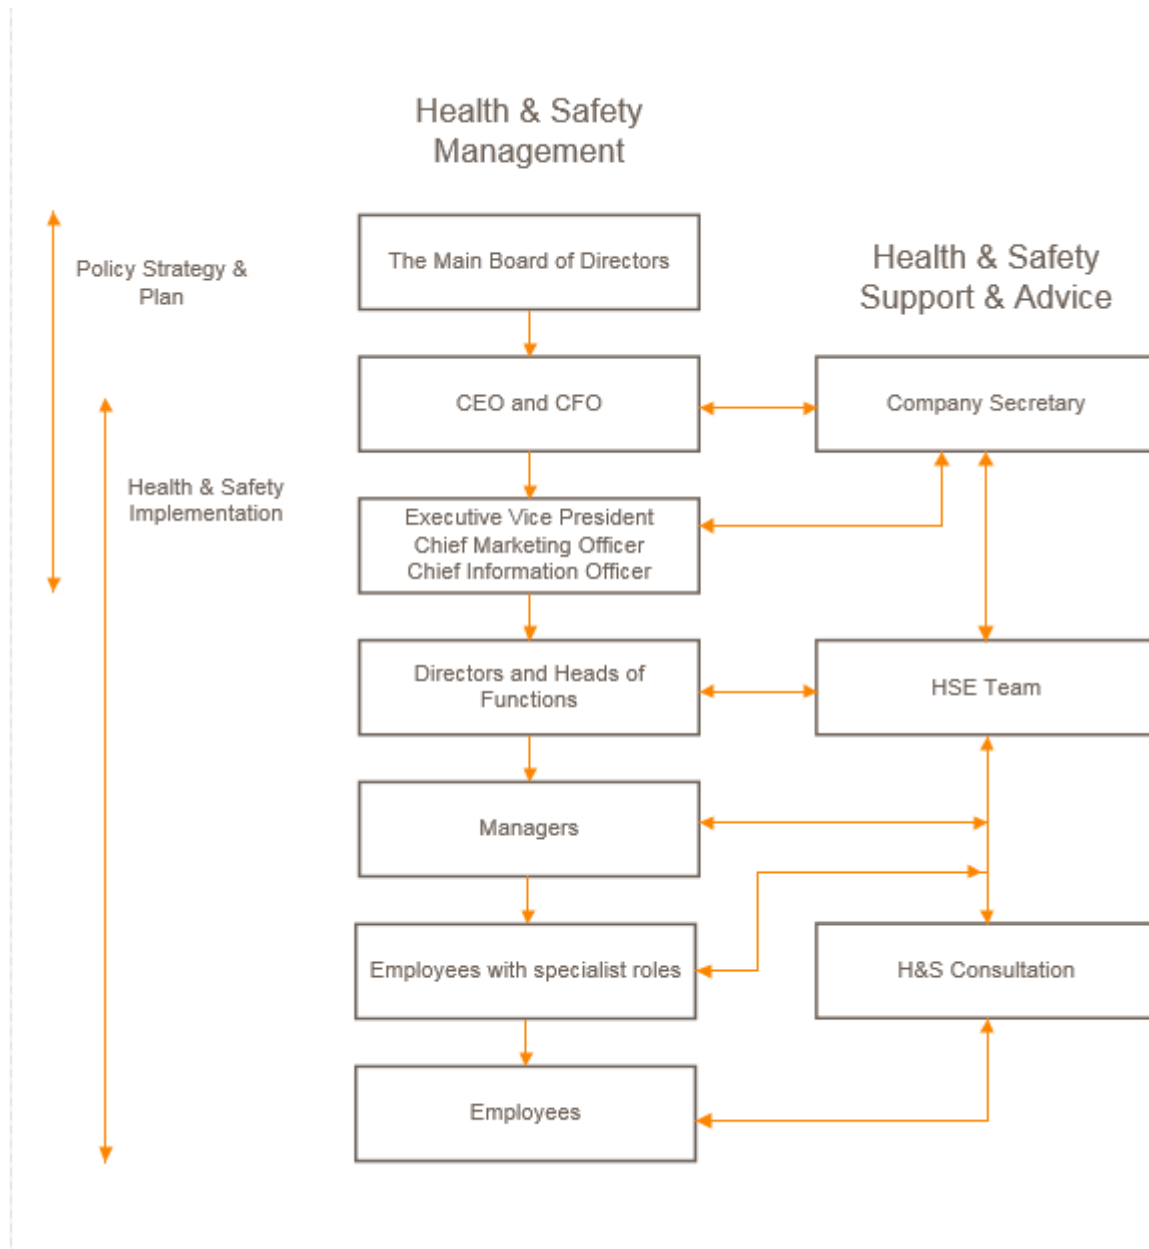 Health & Safety
Management
Policy Strategy &
Plan
The Main Board of Directors
Health & Safety
Support & Advice
CEO and CFO
Company Secretary
Health & Safety
Implementation
Executive Vice President
Chief Marketing Officer
Chief Information Officer
Directors and Heads of
Functions
HSE Team
Managers
Employees with specialist roles
H&S Consultation
Employees